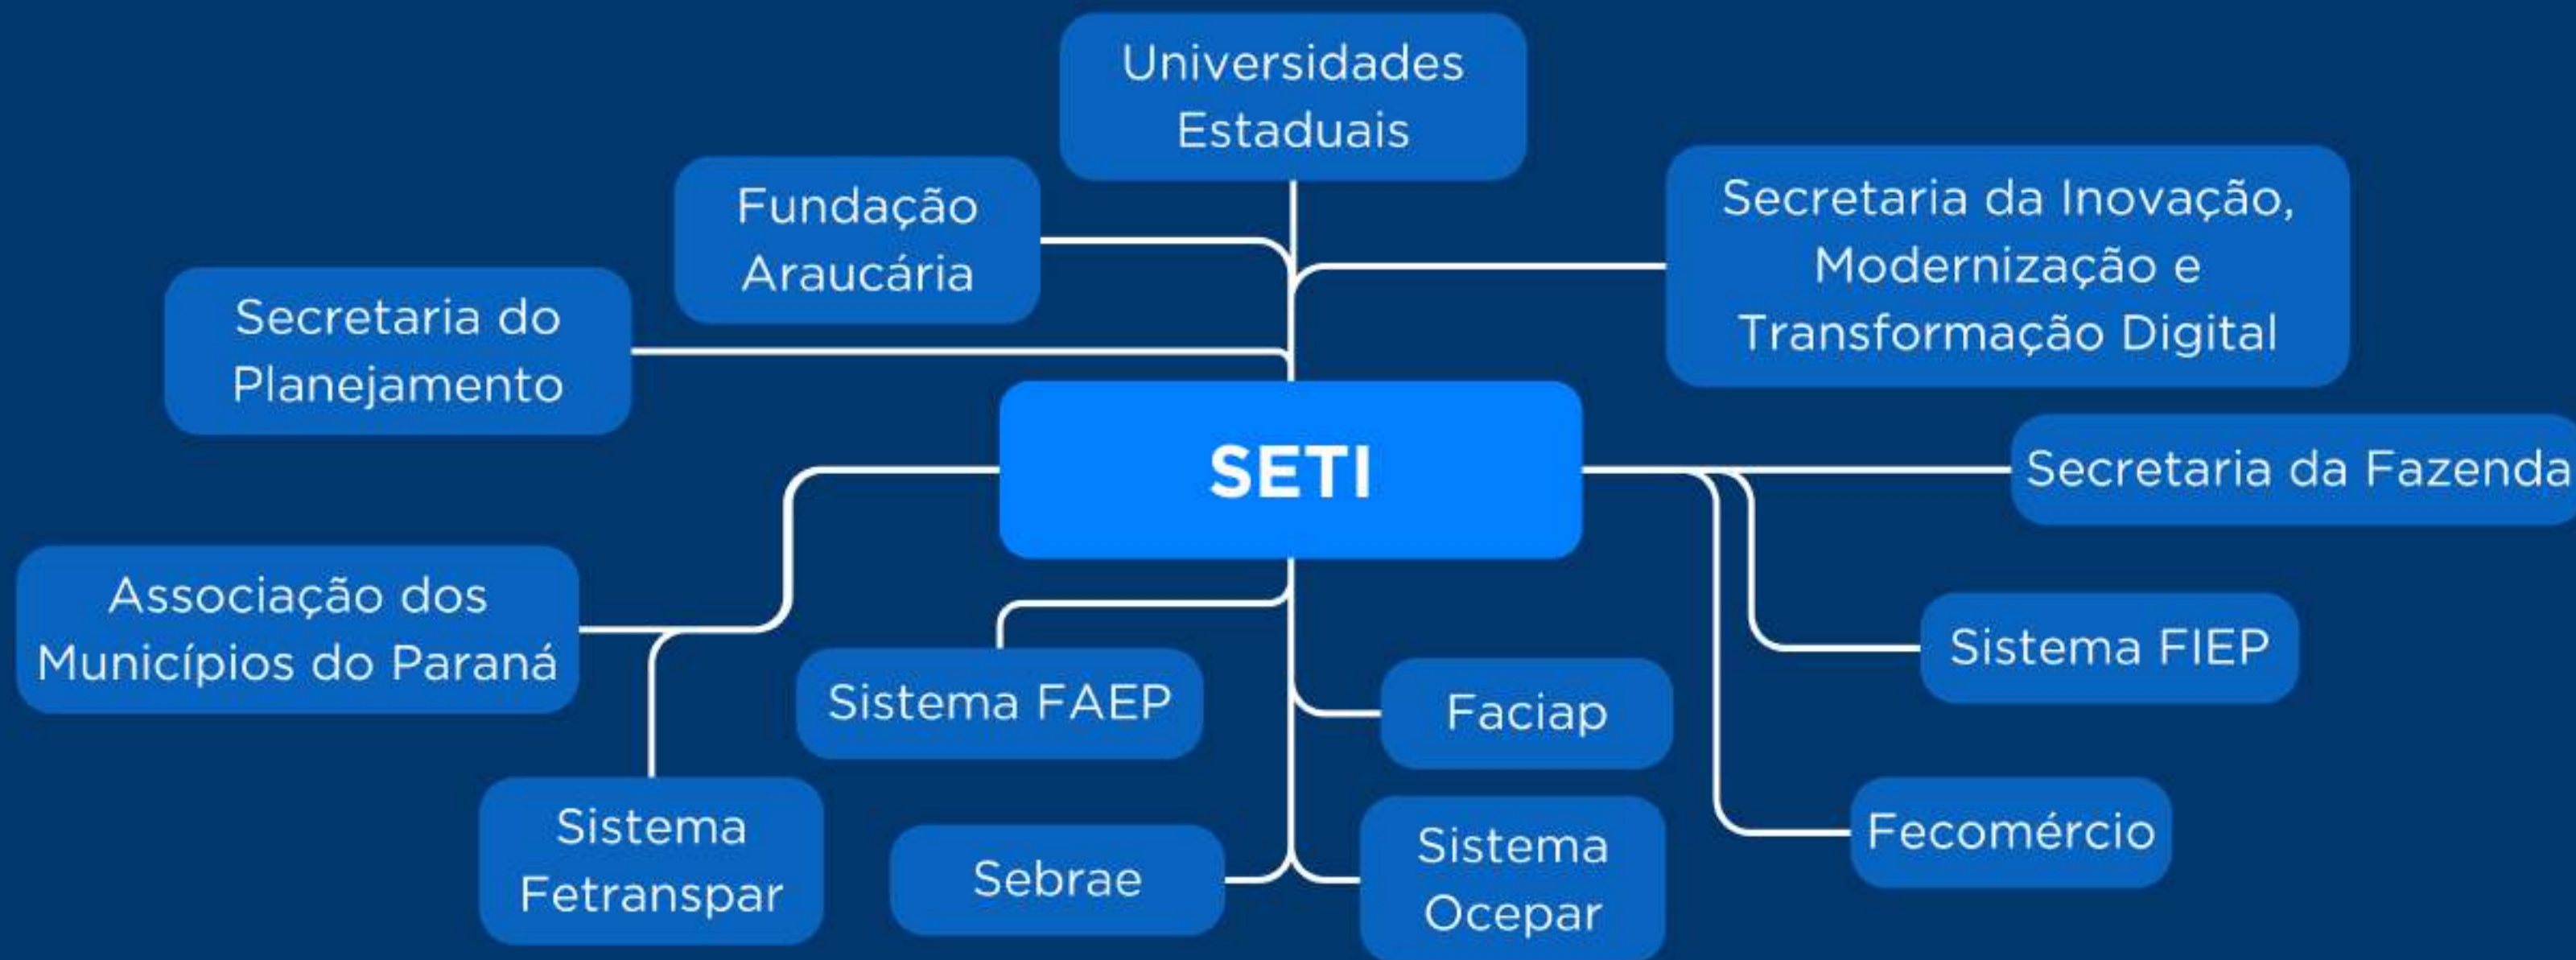 Universidades
Estaduais
Fundação
Araucária
Secretaria da Inovação,
Modernização e
Transformação Digital
Secretaria do
Planejamento
SETI
Secretaria da Fazenda
Associação dos
Municípios do Paraná
Sistema FAEP
Faciap
Sistema FIEP
Sistema
Fetranspar
Sebrae
Sistema
Ocepar
Fecomércio